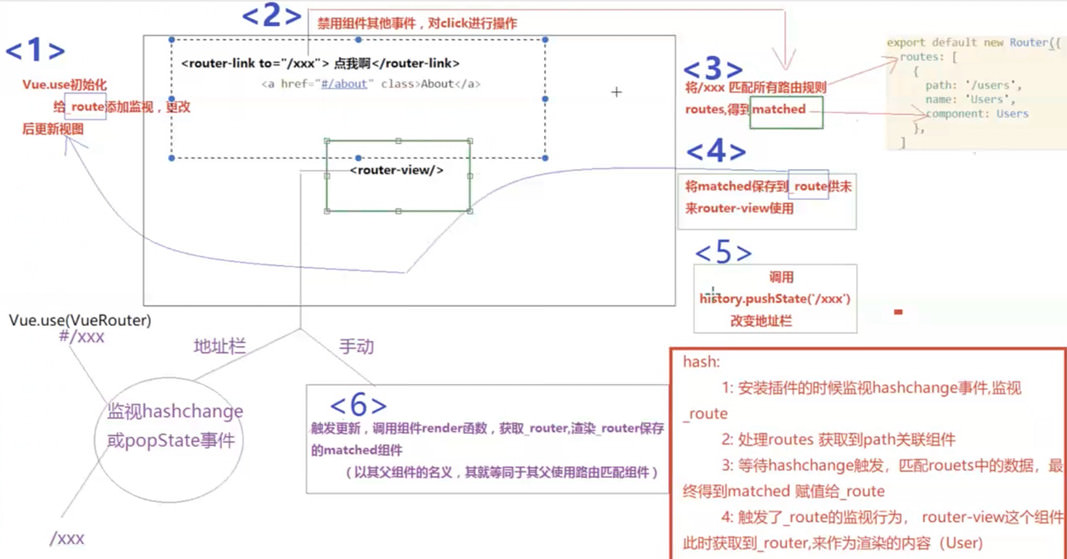 <1>
Vue.use初始化
给_route添加监视，更改
后更新视图
<2>
禁用组件其他事件，对click进行操作
<router-link to="/xxx"> 点我啊</router-link>
<a href="#/about" class>About</a>
<router-view/>
<3>
将/xxx 匹配所有路由规则
routes,得到matched
export default new Router({
routes: [
{
path: '/users',
name: 'Users',
component: Users
},
]
<4>
将matched保存到_route供未
来router-view使用
<5>
调用
history.pushState('/xxx')
改变地址栏
Vue.use(VueRouter)
#/xxx
地址栏
手动
监视hashchange
或popState事件
/xxx
<6>
触发更新，调用组件render函数，获取_router,渲染_router保存
的matched组件
（以其父组件的名义，其就等同于其父使用路由匹配组件）
hash:
1: 安装插件的时候监视hashchange事件,监视
_route
2: 处理routes 获取到path关联组件
3: 等待hashchange触发，匹配rouets中的数据，最
终得到matched 赋值给_route
4: 触发了_route的监视行为， router-view这个组件
此时获取到_router,来作为渲染的内容（User）